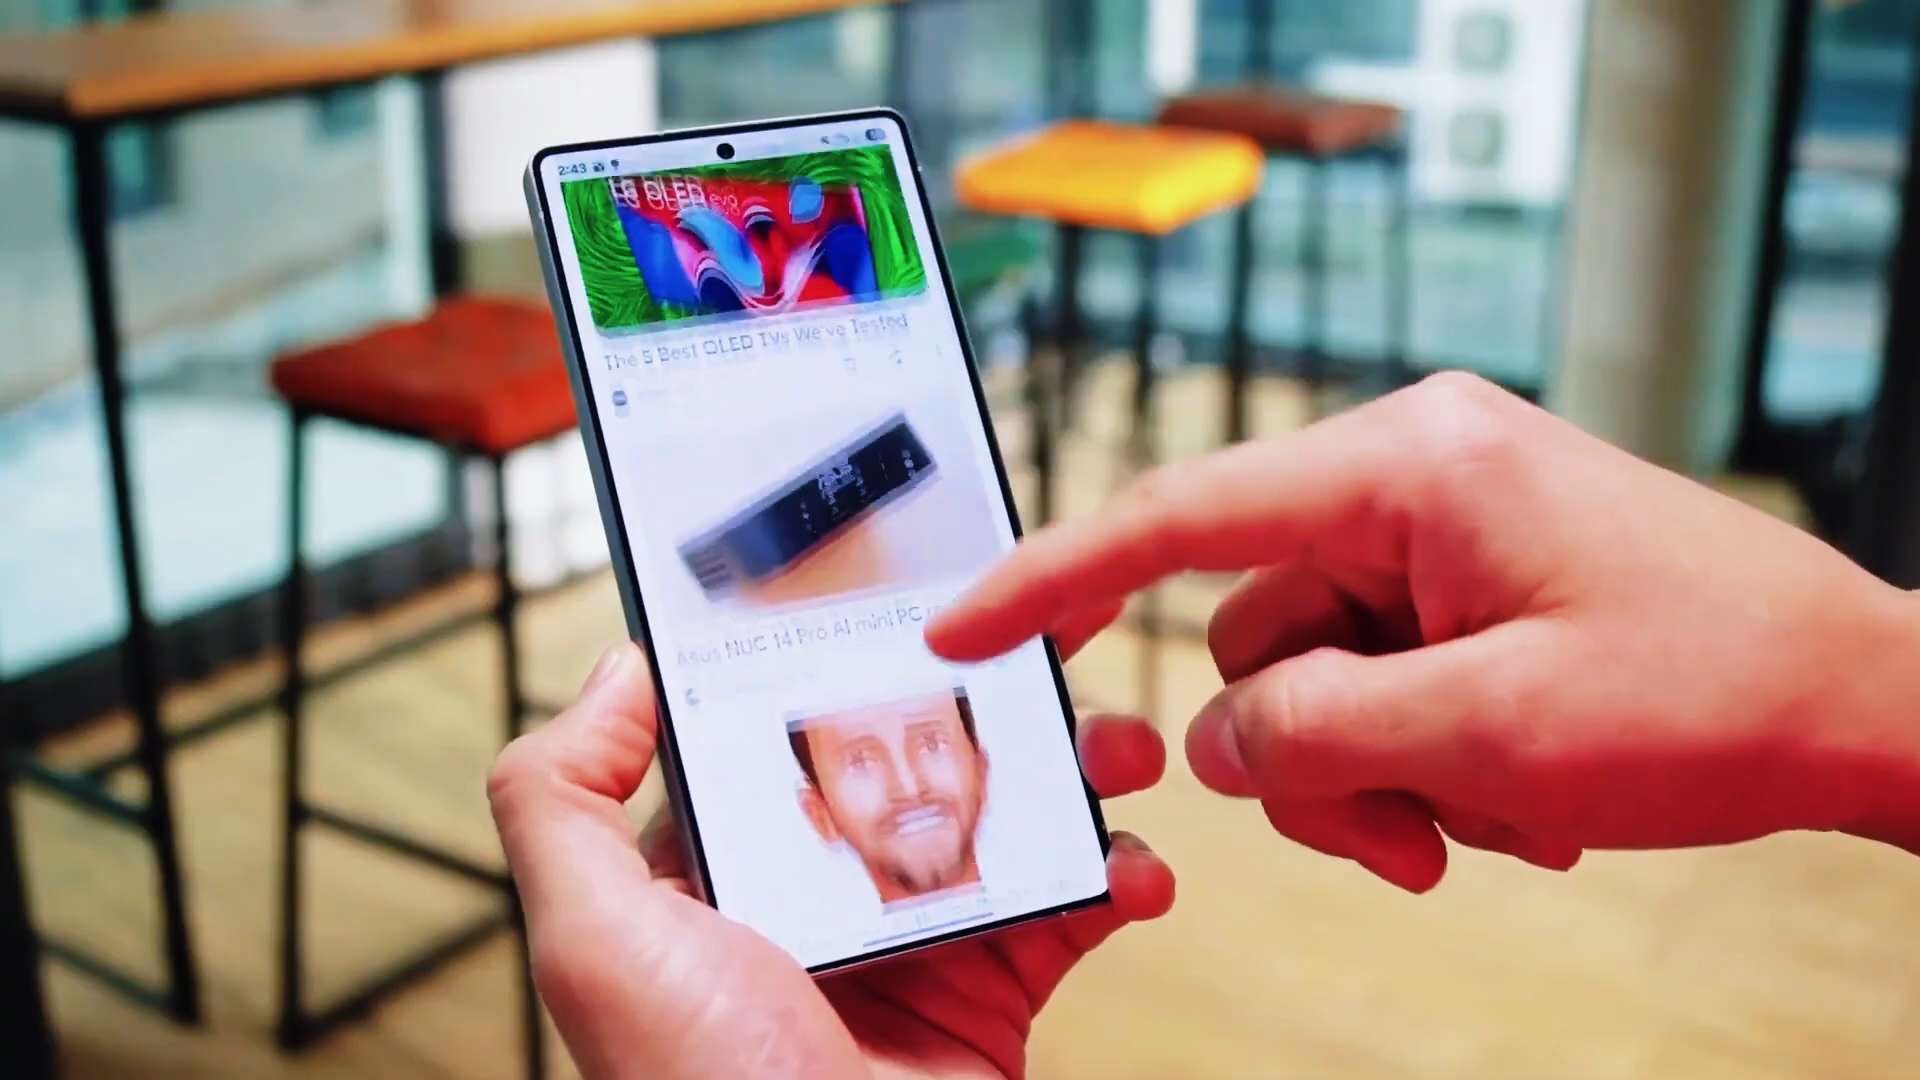 2:43
LG OLED evo
The 5 Best OLED TVs We've Tested
Asus NUC 14 Pro AI mini PC